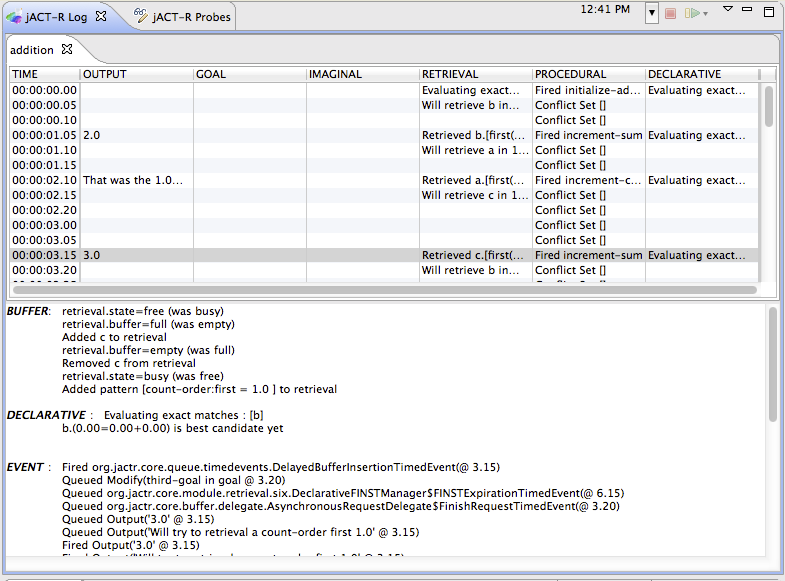 jACT-R Log jACT-R Probes 12:41 PM
addition
TIME OUTPUT GOAL IMAGINAL RETRIEVAL PROCEDURAL DECLARATIVE
00:00:00.00 Evaluating exact... Fired initialize-ad... Evaluating exact...
00:00:00.05 Will retrieve b in... Conflict Set []
00:00:00.10 Conflict Set []
00:00:01.05 2.0 Retrieved b.[first(... Fired increment-sum Evaluating exact...
00:00:01.10 Will retrieve a in 1... Conflict Set []
00:00:01.15 Conflict Set []
00:00:02.10 That was the 1.0... Retrieved a.[first(... Fired increment-c... Evaluating exact...
00:00:02.15 Will retrieve c in 1... Conflict Set []
00:00:02.20 Conflict Set []
00:00:03.00 Conflict Set []
00:00:03.05 Conflict Set []
00:00:03.15 3.0 Retrieved c.[first(... Fired increment-sum Evaluating exact...
00:00:03.20 Will retrieve b in... Conflict Set []
BUFFER: retrieval.state=free (was busy)
retrieval.buffer=full (was empty)
Added c to retrieval
retrieval.buffer=empty (was full)
Removed c from retrieval
retrieval.state=busy (was free)
Added pattern [count-order:first = 1.0 ] to retrieval
DECLARATIVE : Evaluating exact matches : [b]
b.(0.00=0.00+0.00) is best candidate yet
EVENT : Fired org.jactr.core.queue.timedevents.DelayedBufferInsertionTimedEvent(@ 3.15)
Queued Modify(third-goal in goal @ 3.20)
Queued org.jactr.core.module.retrieval.six.DeclarativeFINSTManager$FINSTExpirationTimedEvent(@ 6.15)
Queued org.jactr.core.buffer.delegate.AsynchronousRequestDelegate$FinishRequestTimedEvent(@ 3.20)
Queued Output('3.0' @ 3.15)
Queued Output('Will try to retrieval a count-order first 1.0' @ 3.15)
Fired Output('3.0' @ 3.15)